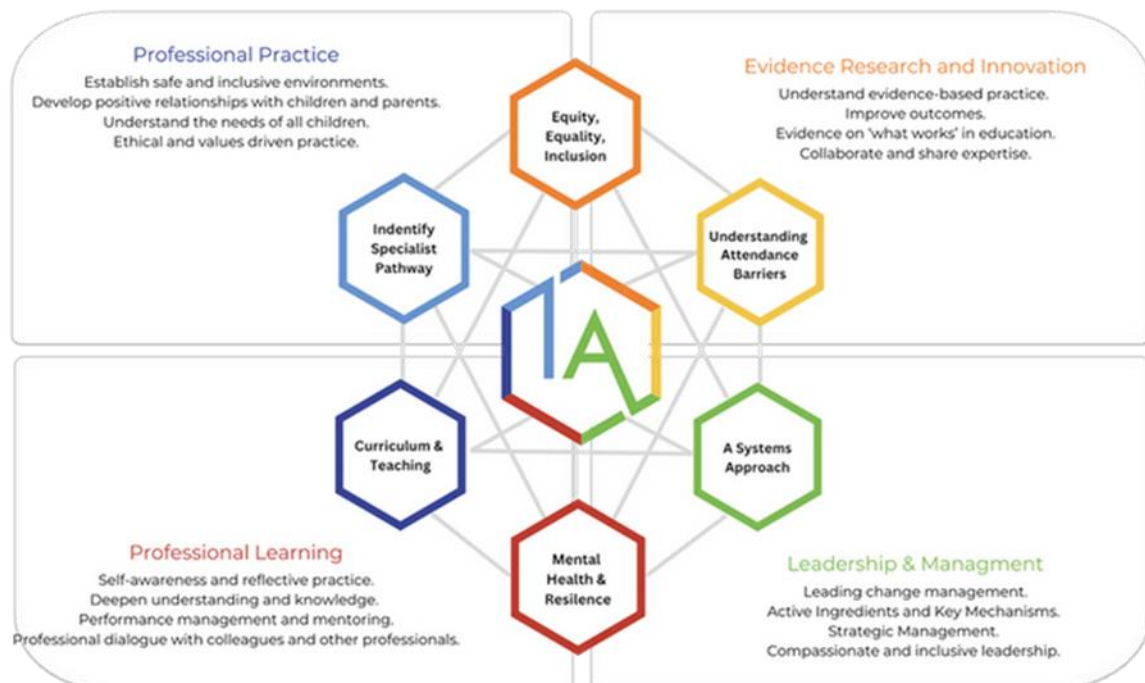 Professional Practice
Establish safe and inclusive environments.
Develop positive relationships with children and parents.
Understand the needs of all children.
Ethical and values driven practice.
Evidence Research and Innovation
Understand evidence-based practice.
Improve outcomes.
Evidence on ‘what works’ in education.
Collaborate and share expertise.
Equity,
Equality,
Inclusion
Indentify
Specialist
Pathway
Understanding
Attendance
Barriers
1A
Curriculum &
Teaching
A Systems
Approach
Mental
Health &
Resilence
Professional Learning
Self-awareness and reflective practice.
Deepen understanding and knowledge.
Performance management and mentoring.
Professional dialogue with colleagues and other professionals.
Leadership & Managment
Leading change management.
Active Ingredients and Key Mechanisms.
Strategic Management.
Compassionate and inclusive leadership.